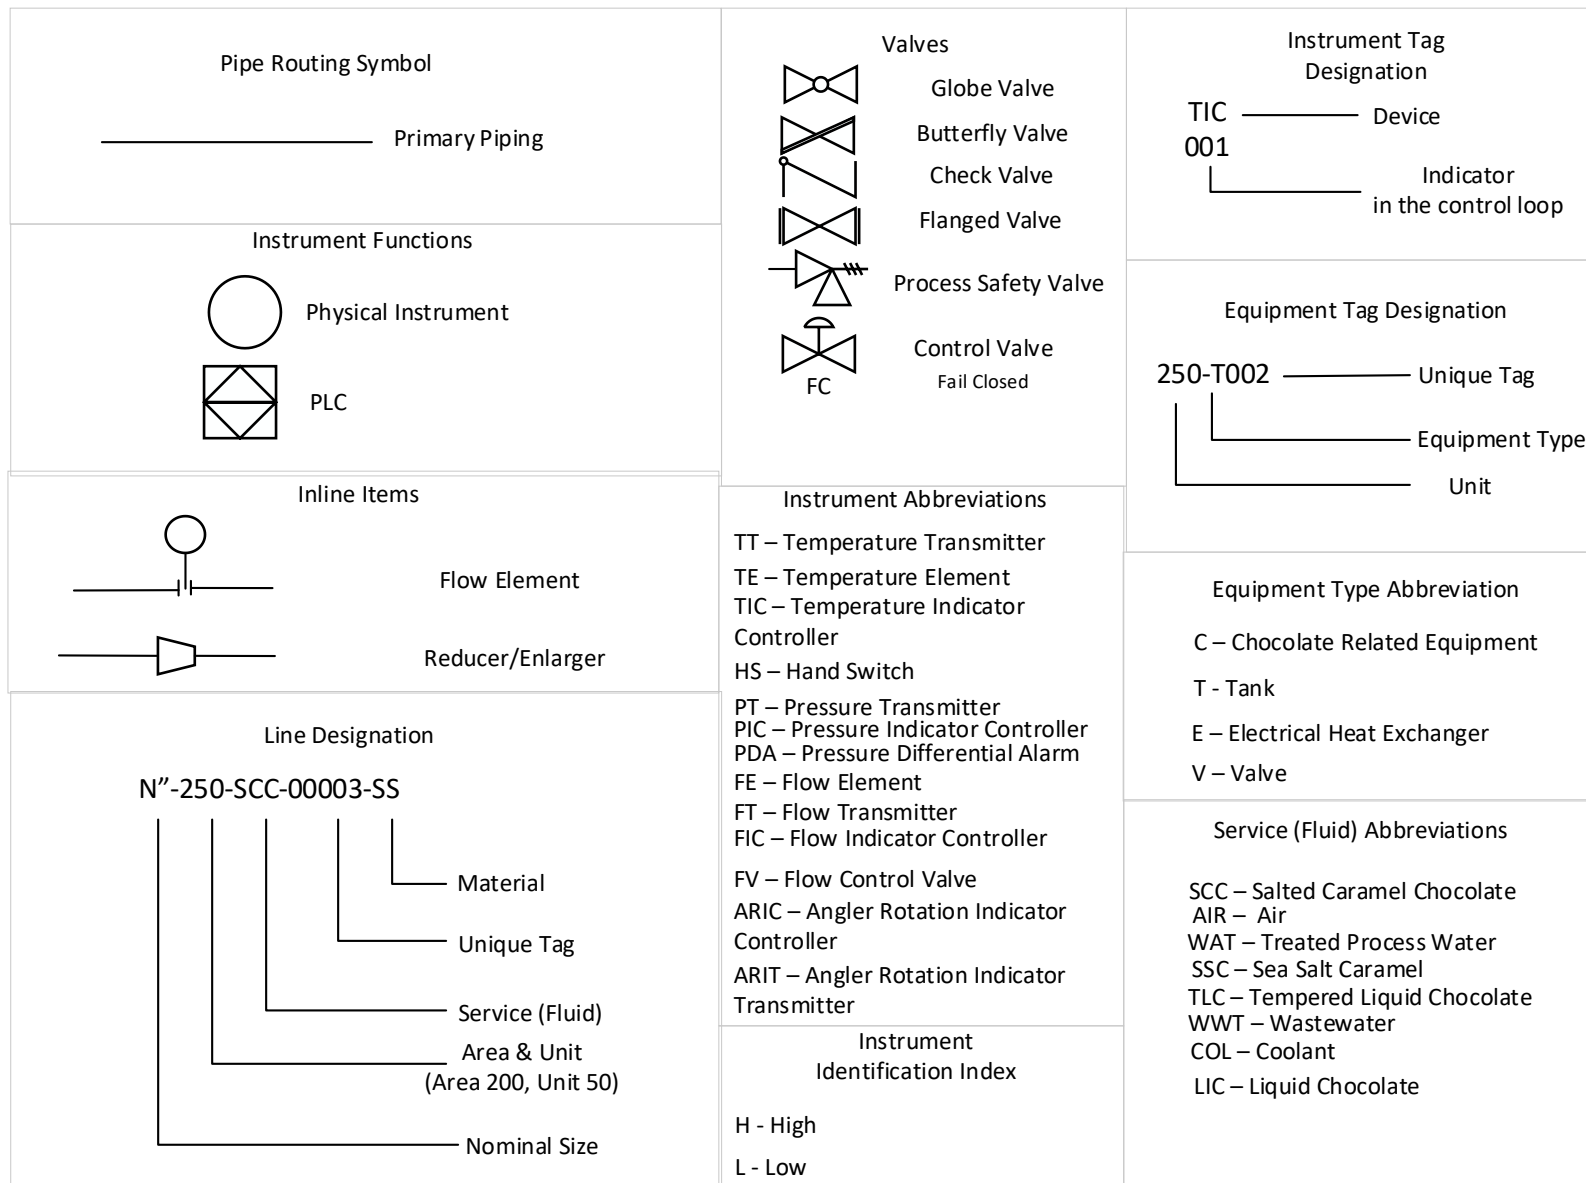 Pipe Routing Symbol
Primary Piping
Instrument Functions
Physical Instrument
PLC
Inline Items
Flow Element
Reducer/Enlarger
Line Designation
N”-250-SCC-00003-SS
Material
Unique Tag
Service (Fluid)
Area & Unit
(Area 200, Unit 50)
Nominal Size
Valves
Globe Valve
Butterfly Valve
Check Valve
Flanged Valve
Process Safety Valve
Control Valve
FC
Fail Closed
Instrument Abbreviations
TT – Temperature Transmitter
TE – Temperature Element
TIC – Temperature Indicator
Controller
HS – Hand Switch
PT – Pressure Transmitter
PIC – Pressure Indicator Controller
PDA – Pressure Differential Alarm
FE – Flow Element
FT – Flow Transmitter
FIC – Flow Indicator Controller
FV – Flow Control Valve
ARIC – Angler Rotation Indicator
Controller
ARIT – Angler Rotation Indicator
Transmitter
Instrument
Identification Index
H - High
L - Low
Instrument Tag
Designation
TIC
Device
001
Indicator
in the control loop
Equipment Tag Designation
250-T002
Unique Tag
Equipment Type
Unit
Equipment Type Abbreviation
C – Chocolate Related Equipment
T - Tank
E – Electrical Heat Exchanger
V – Valve
Service (Fluid) Abbreviations
SCC – Salted Caramel Chocolate
AIR – Air
WAT – Treated Process Water
SSC – Sea Salt Caramel
TLC – Tempered Liquid Chocolate
WWT – Wastewater
COL – Coolant
LIC – Liquid Chocolate